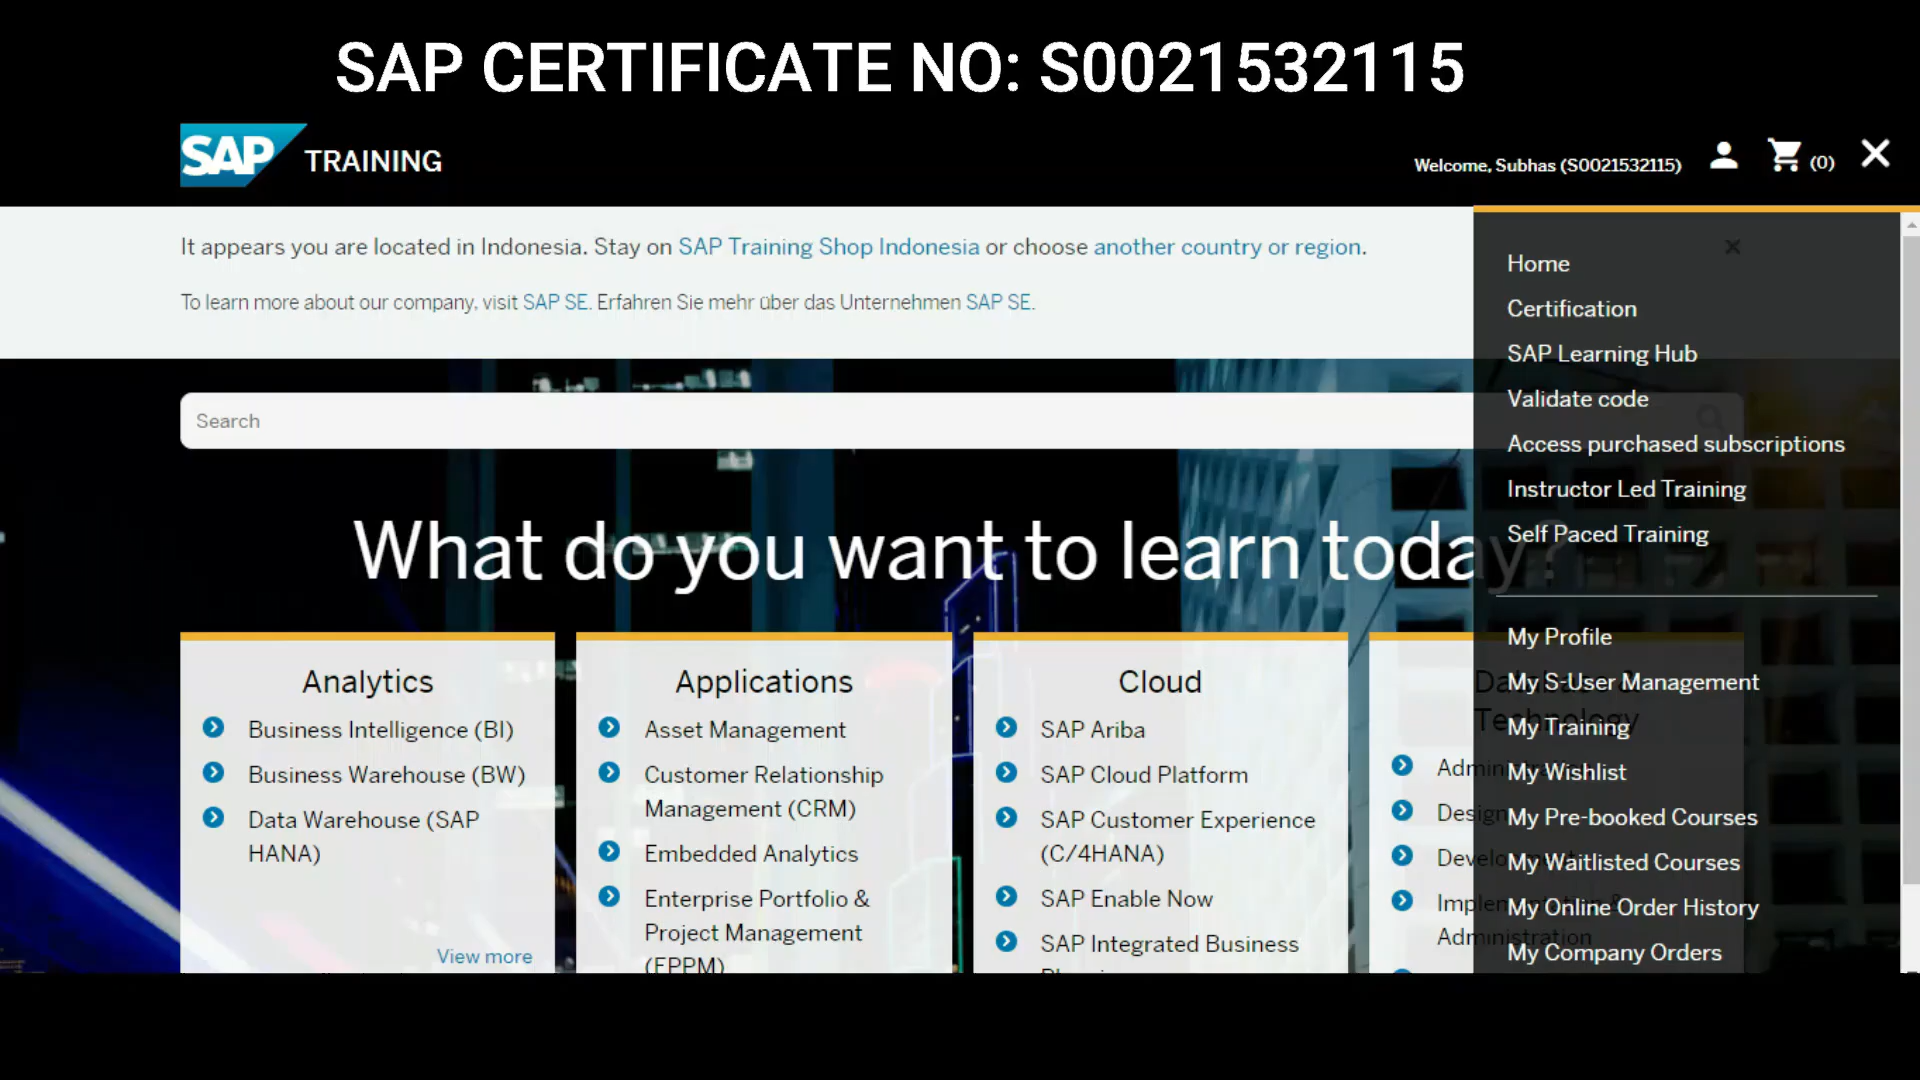 SAP CERTIFICATE NO: S0021532115
SAP TRAINING
Welcome, Subhas (S0021532115)
(0)
It appears you are located in Indonesia. Stay on SAP Training Shop Indonesia or choose another country or region.
To learn more about our company, visit SAP SE. Erfahren Sie mehr über das Unternehmen SAP SE.
Search
What do you want to learn today?
Analytics
Business Intelligence (BI)
Business Warehouse (BW)
Data Warehouse (SAP
HANA)
View more
Applications
Asset Management
Customer Relationship
Management (CRM)
Embedded Analytics
Enterprise Portfolio &
Project Management
(EPPM)
Cloud
SAP Ariba
SAP Cloud Platform
SAP Customer Experience
(C/4HANA)
SAP Enable Now
SAP Integrated Business
Database &
Technology
Administration
Home
Certification
SAP Learning Hub
Validate code
Access purchased subscriptions
Instructor Led Training
Self Paced Training
My Profile
My S-User Management
My Training
My Wishlist
My Pre-booked Courses
My Waitlisted Courses
My Online Order History
My Company Orders